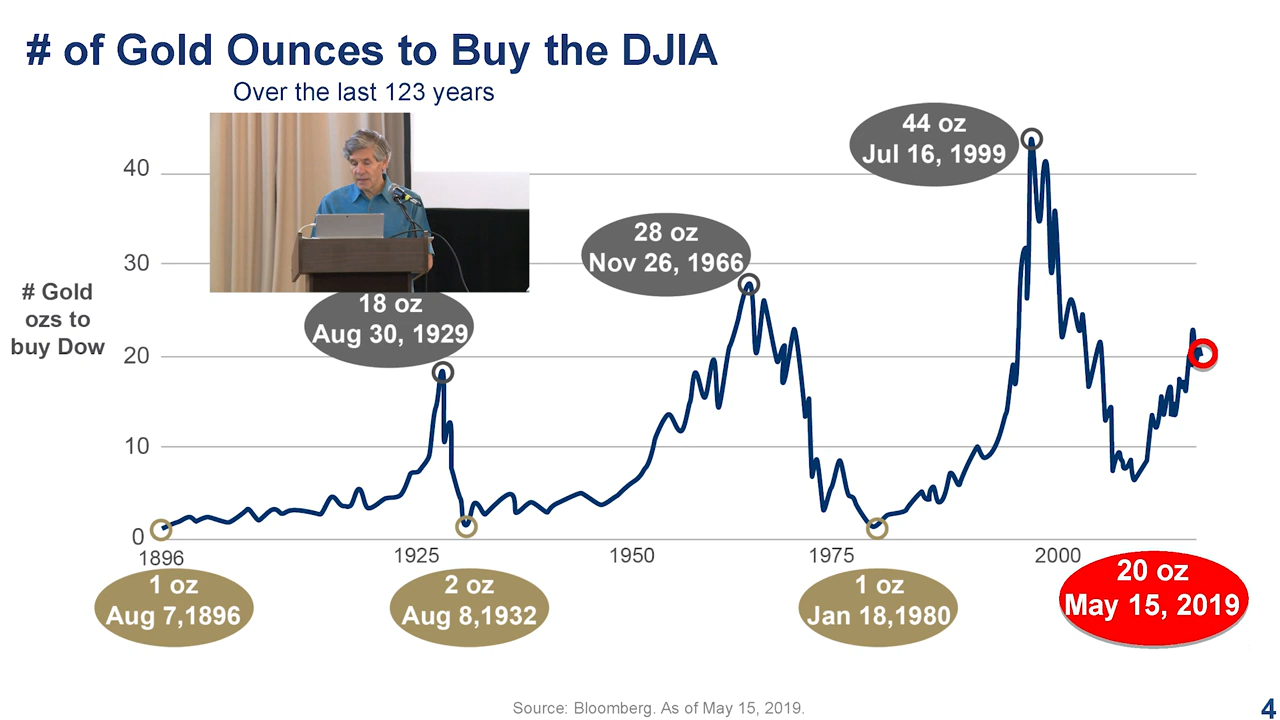 # of Gold Ounces to Buy the DJIA
Over the last 123 years
44 oz
Jul 16, 1999
28 oz
Nov 26, 1966
18 oz
Aug 30, 1929
# Gold
ozs to
buy Dow
40
30
20
10
0
1896
1925
1950
1975
2000
1 oz
Aug 7,1896
2 oz
Aug 8,1932
1 oz
Jan 18,1980
20 oz
May 15, 2019
Source: Bloomberg. As of May 15, 2019.
4